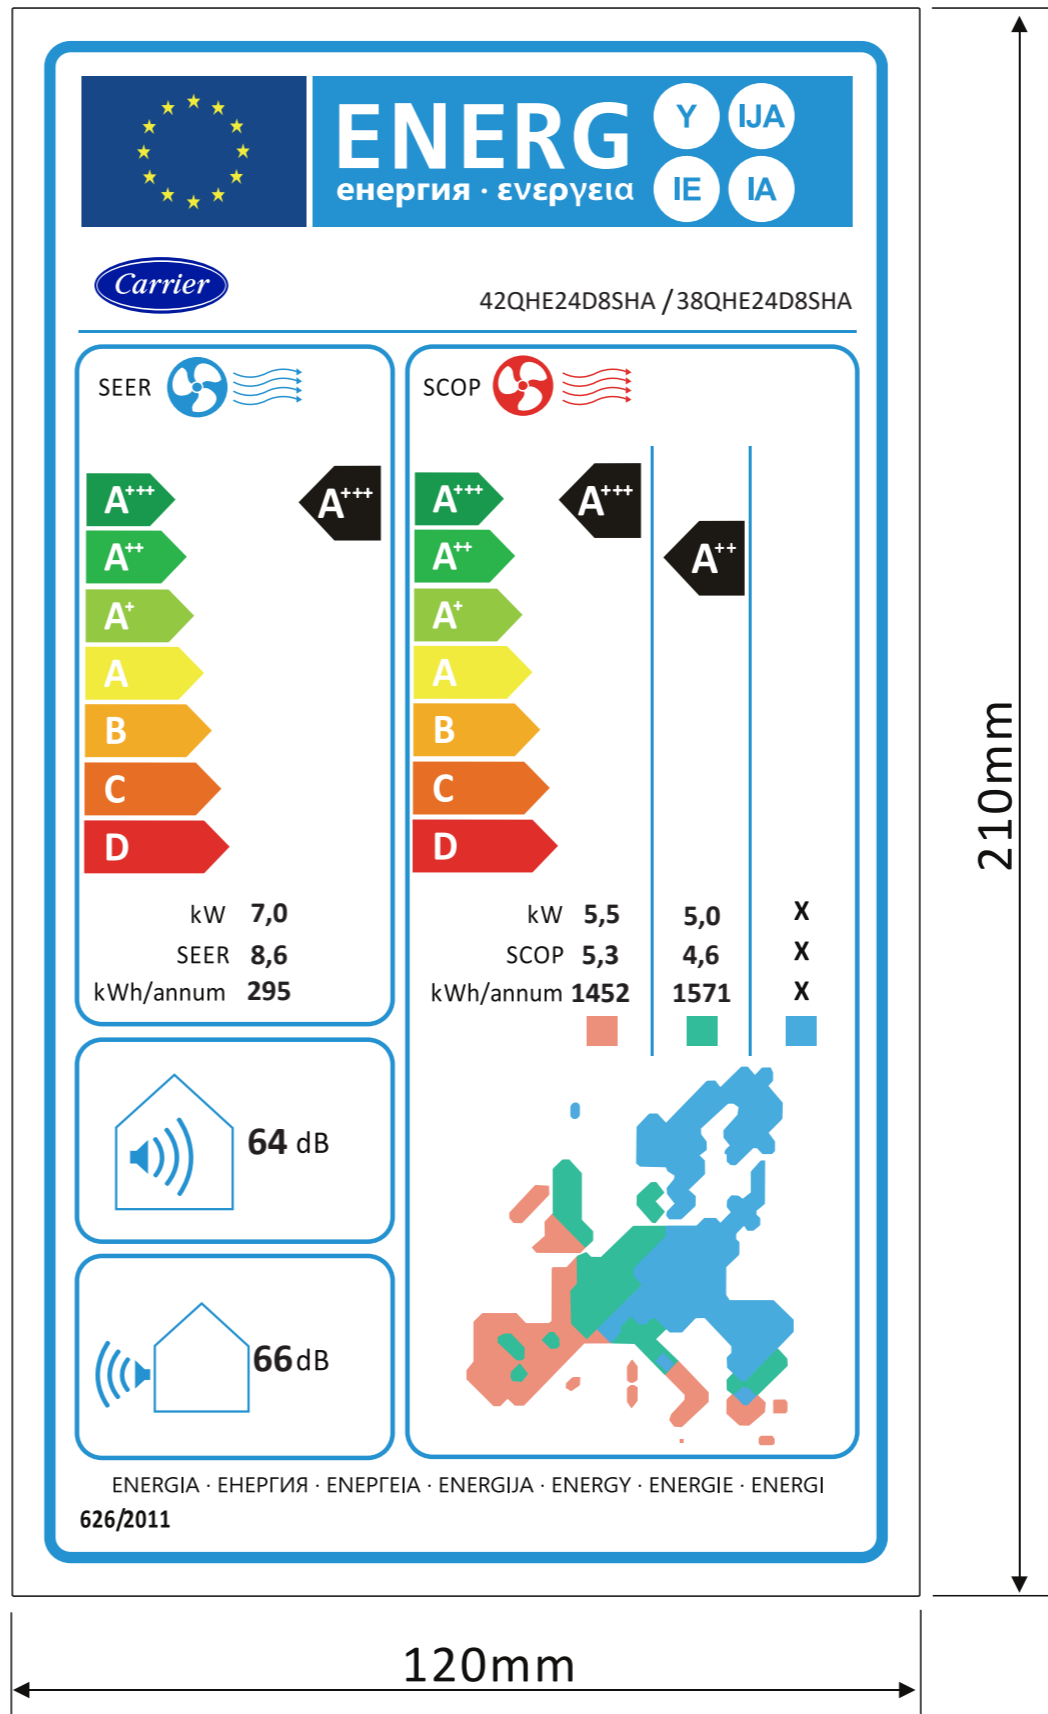 ENERG
енергия · ενεργεια
Y IJA
IE IA
Carrier
42QHE24D8SHA / 38QHE24D8SHA
SEER
A+++
A+++
A++
A+
A
B
C
D
kW 7,0
SEER 8,6
kWh/annum 295
SCOP
A+++
A+++
A++
A++
A+
A
B
C
D
kW 5,5 5,0 X
SCOP 5,3 4,6 X
kWh/annum 1452 1571 X
64 dB
66 dB
ENERGIA · ЕНЕРГИЯ · ΕΝΕΡΓΕΙΑ · ENERGIJA · ENERGY · ENERGIE · ENERGI
626/2011
210mm
120mm